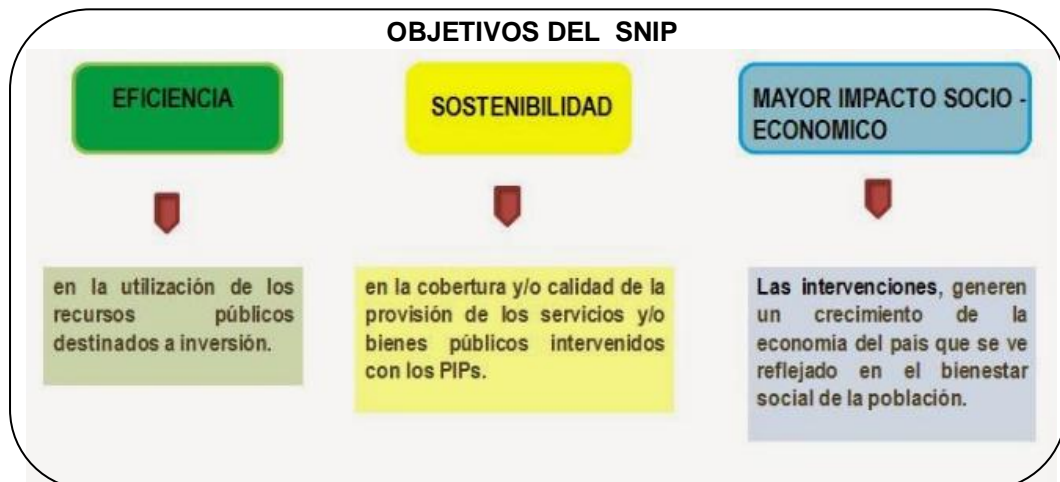 OBJETIVOS DEL SNIP
EFICIENCIA
SOSTENIBILIDAD
MAYOR IMPACTO SOCIO -
ECONOMICO
en la utilización de los
recursos públicos
destinados a inversión.
en la cobertura y/o calidad de la
provisión de los servicios y/o
bienes públicos intervenidos
con los PIPs.
Las intervenciones, generen
un crecimiento de la
economia del pais que se ve
reflejado en el bienestar
social de la población.